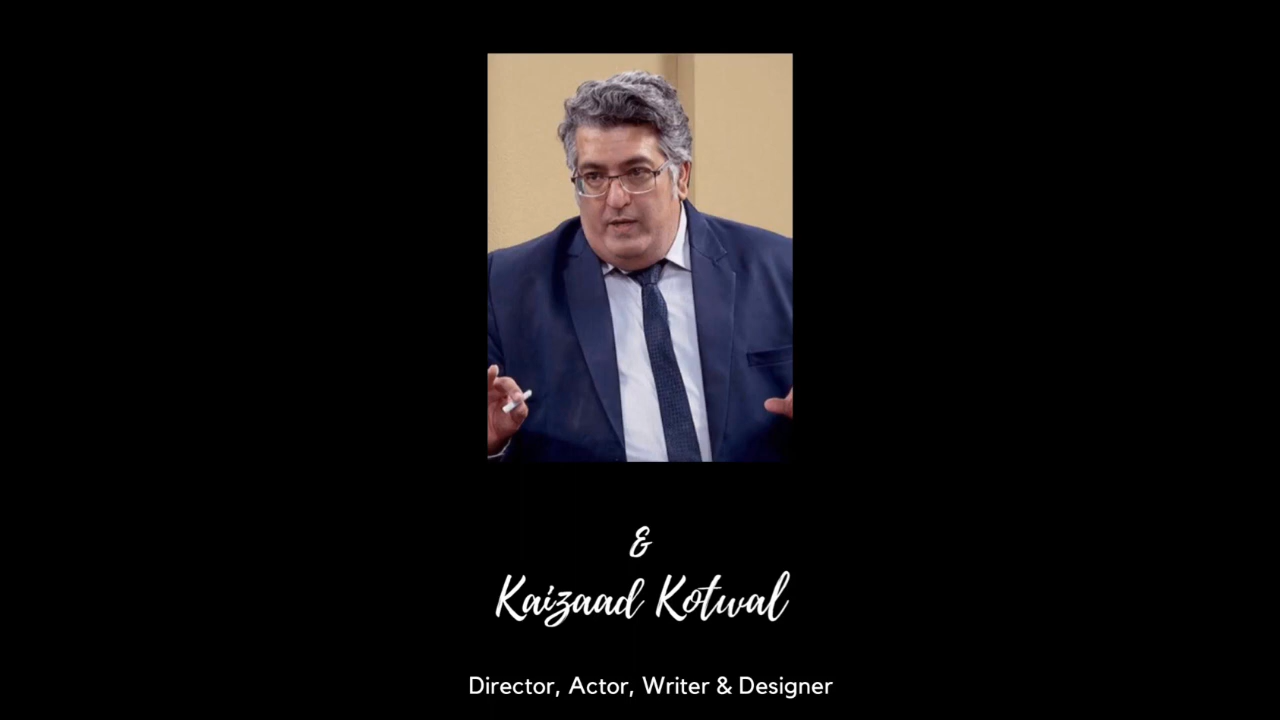 &
Kaizaad Kotwal
Director, Actor, Writer & Designer